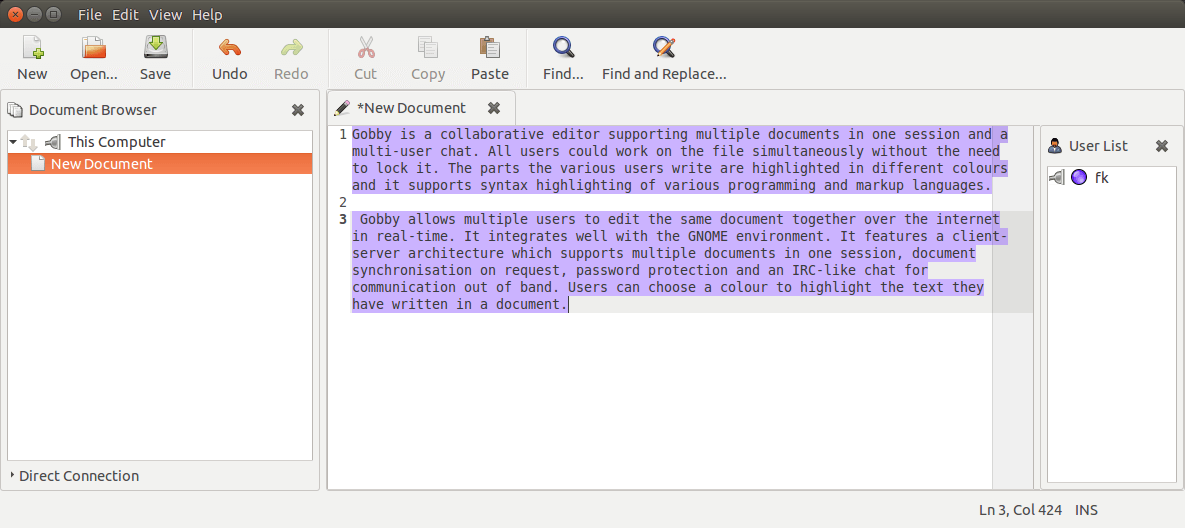 File Edit View Help
New Open... Save Undo Redo Cut Copy Paste Find... Find and Replace...
Document Browser
This Computer
New Document
Direct Connection
*New Document
1 Gobby is a collaborative editor supporting multiple documents in one session and a
multi-user chat. All users could work on the file simultaneously without the need
to lock it. The parts the various users write are highlighted in different colours
and it supports syntax highlighting of various programming and markup languages.
2
3 Gobby allows multiple users to edit the same document together over the internet
in real-time. It integrates well with the GNOME environment. It features a client-
server architecture which supports multiple documents in one session, document
synchronisation on request, password protection and an IRC-like chat for
communication out of band. Users can choose a colour to highlight the text they
have written in a document.
User List
fk
Ln 3, Col 424 INS